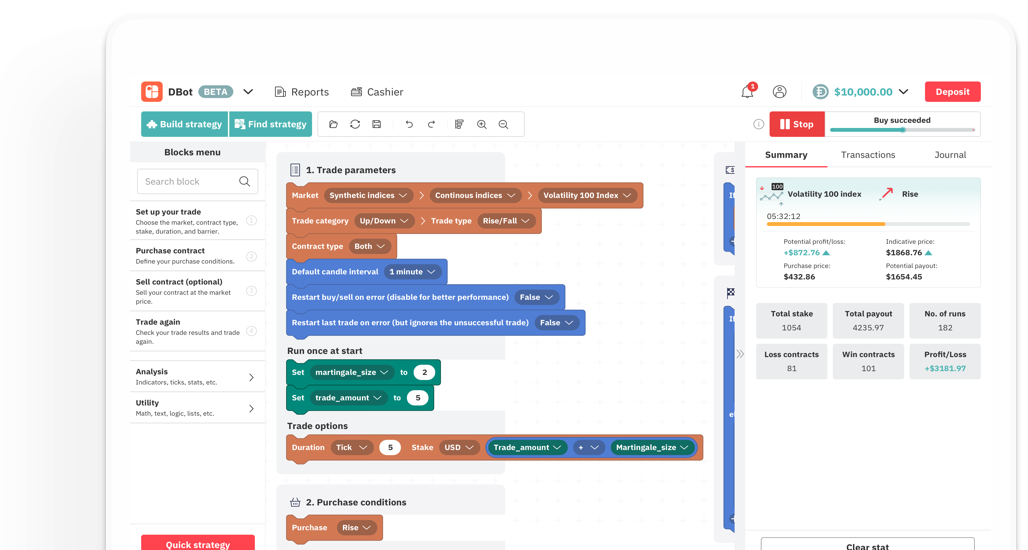 DBot BETA Reports Cashier 1 $10,000.00 Deposit
Build strategy Find strategy Stop Buy succeeded
Blocks menu
Search block
Set up your trade
Choose the market, contract type,
stake, duration, and barrier.
1
Purchase contract
Define your purchase conditions.
2
Sell contract (optional)
Sell your contract at the market
price.
3
Trade again
Check your trade results and trade
again.
4
Analysis
Indicators, ticks, stats, etc.
Utility
Math, text, logic, lists, etc.
Quick strategy
1. Trade parameters
Market Synthetic indices Continous indices Volatility 100 Index
Trade category Up/Down Trade type Rise/Fall
Contract type Both
Default candle interval 1 minute
Restart buy/sell on error (disable for better performance) False
Restart last trade on error (but ignores the unsuccessful trade) False
Run once at start
Set martingale_size to 2
Set trade_amount to 5
Trade options
Duration Tick 5 Stake USD Trade_amount + Martingale_size
2. Purchase conditions
Purchase Rise
If
If
el
Summary Transactions Journal
100
Volatility 100 index Rise
05:32:12
Potential profit/loss: Indicative price:
+$872.76 $1868.76
Purchase price: Potential payout:
$432.86 $1654.45
Total stake Total payout No. of runs
1054 4235.97 182
Loss contracts Win contracts Profit/Loss
81 101 +$3181.97
Clear stat